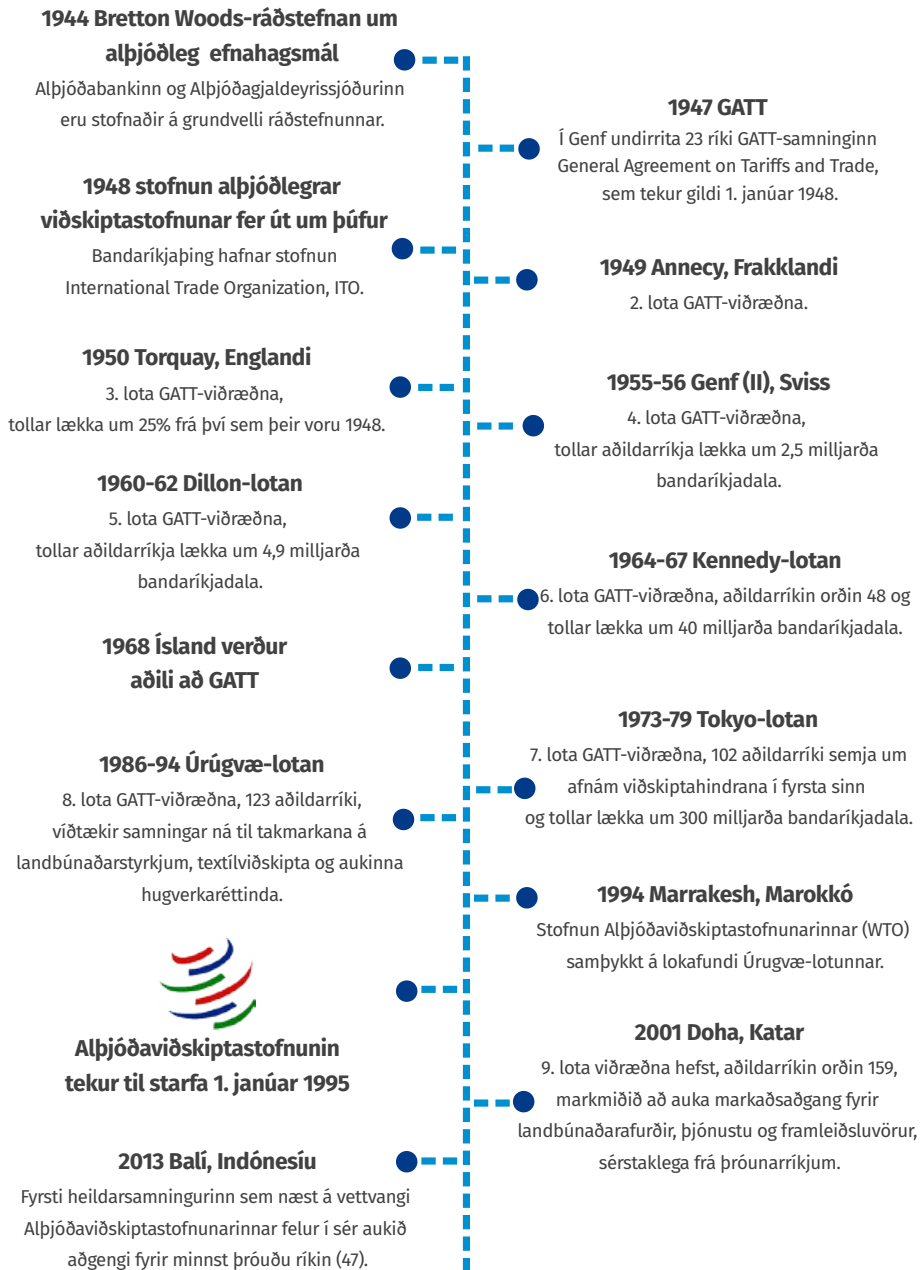 1944 Bretton Woods-ráðstefnan um
alþjóðleg efnahagsmál
Alþjóðabankinn og Alþjóðagjaldeyrissjóðurinn
eru stofnaðir á grundvelli ráðstefnunnar.
1947 GATT
Í Genf undirrita 23 ríki GATT-samninginn
General Agreement on Tariffs and Trade,
sem tekur gildi 1. janúar 1948.
1948 stofnun alþjóðlegrar
viðskiptastofnunar fer út um þúfur
Bandaríkjaþing hafnar stofnun
International Trade Organization, ITO.
1949 Annecy, Frakklandi
2. lota GATT-viðræðna.
1950 Torquay, Englandi
3. lota GATT-viðræðna,
tollar lækka um 25% frá því sem þeir voru 1948.
1955-56 Genf (II), Sviss
4. lota GATT-viðræðna,
tollar aðildarríkja lækka um 2,5 milljarða
bandaríkjadala.
1960-62 Dillon-lotan
5. lota GATT-viðræðna,
tollar aðildarríkja lækka um 4,9 milljarða
bandaríkjadala.
1964-67 Kennedy-lotan
6. lota GATT-viðræðna, aðildarríkin orðin 48 og
tollar lækka um 40 milljarða bandaríkjadala.
1968 Ísland verður
aðili að GATT
1973-79 Tokyo-lotan
7. lota GATT-viðræðna, 102 aðildarríki semja um
afnám viðskiptahindrana í fyrsta sinn
og tollar lækka um 300 milljarða bandaríkjadala.
1986-94 Úrúgvæ-lotan
8. lota GATT-viðræðna, 123 aðildarríki,
víðtækir samningar ná til takmarkana á
landbúnaðarstyrkjum, textílviðskipta og aukinna
hugverkaréttinda.
1994 Marrakesh, Marokkó
Stofnun Alþjóðaviðskiptastofnunarinnar (WTO)
samþykkt á lokafundi Úrugvæ-lotunnar.
Alþjóðaviðskiptastofnunin
tekur til starfa 1. janúar 1995
2001 Doha, Katar
9. lota viðræðna hefst, aðildarríkin orðin 159,
markmiðið að auka markaðsaðgang fyrir
landbúnaðarafurðir, þjónustu og framleiðsluvörur,
sérstaklega frá þróunarríkjum.
2013 Balí, Indónesíu
Fyrsti heildarsamningurinn sem næst á vettvangi
Alþjóðaviðskiptastofnunarinnar felur í sér aukið
aðgengi fyrir minnst þróuðu ríkin (47).